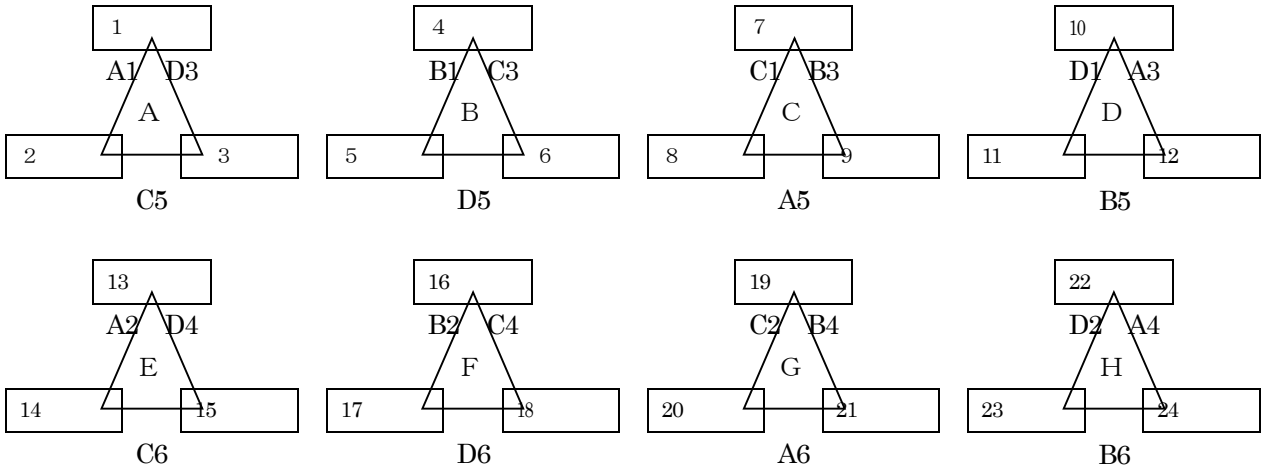 1 4 7 10
A1 D3 B1 C3 C1 B3 D1 A3
A B C D
2 3 5 6 8 9 11 12
C5 D5 A5 B5
13 16 19 22
A2 D4 B2 C4 C2 B4 D2 A4
E F G H
14 15 17 18 20 21 23 24
C6 D6 A6 B6